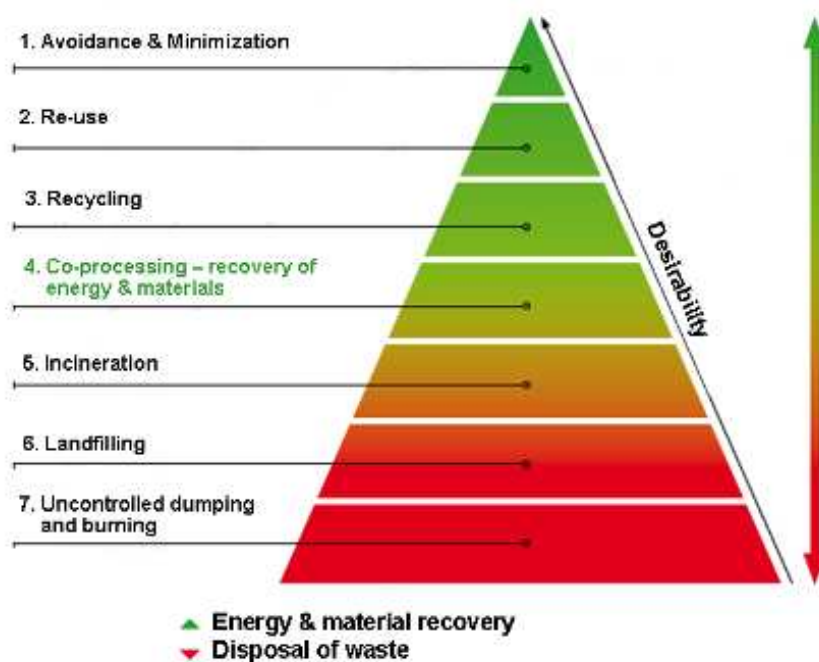 1. Avoidance & Minimization
2. Re-use
3. Recycling
4. Co-processing – recovery of
energy & materials
5. Incineration
6. Landfilling
7. Uncontrolled dumping
and burning
Desirability
Energy & material recovery
Disposal of waste